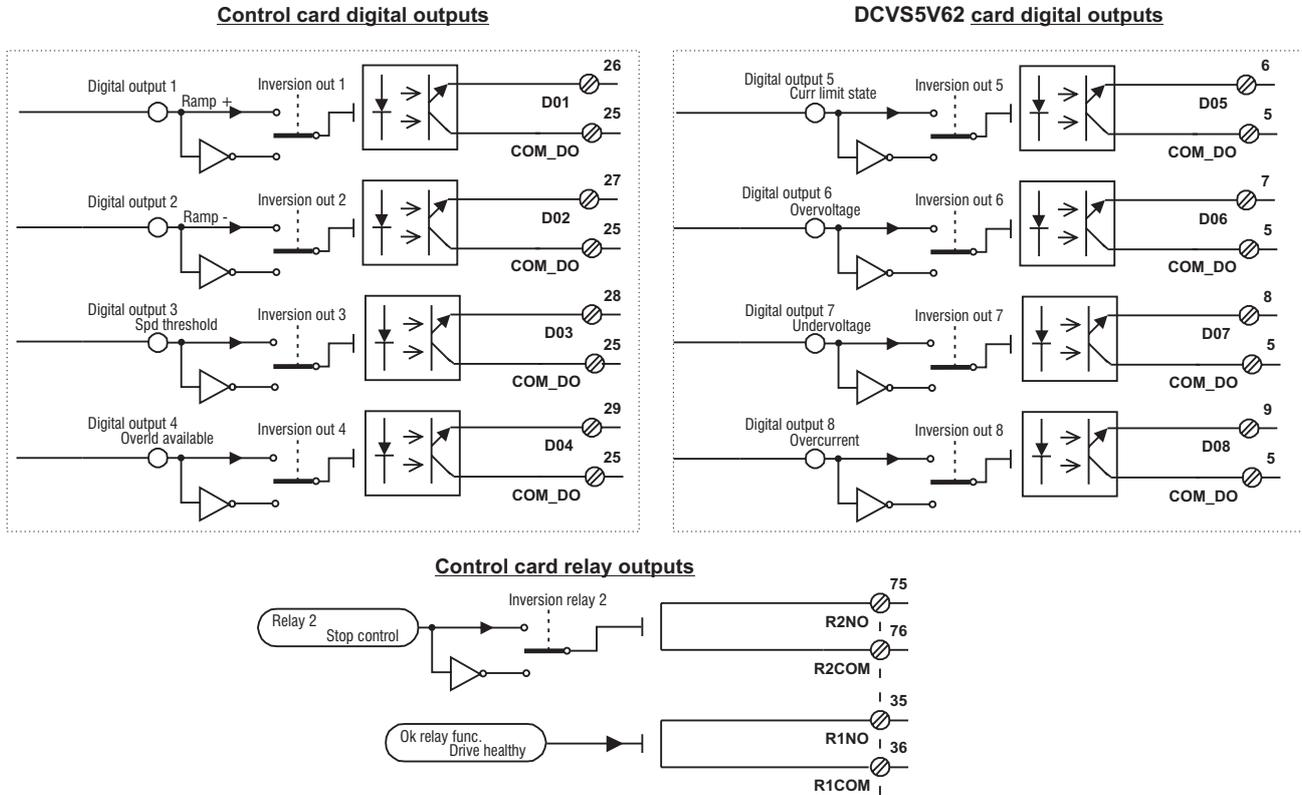 Control card digital outputs
Digital output 1
Ramp +
Inversion out 1
26
D01
25
COM_DO
Digital output 2
Ramp -
Inversion out 2
27
D02
25
COM_DO
Digital output 3
Spd threshold
Inversion out 3
28
D03
25
COM_DO
Digital output 4
Overld available
Inversion out 4
29
D04
25
COM_DO
DCVS5V62 card digital outputs
Digital output 5
Curr limit state
Inversion out 5
6
D05
5
COM_DO
Digital output 6
Overvoltage
Inversion out 6
7
D06
5
COM_DO
Digital output 7
Undervoltage
Inversion out 7
8
D07
5
COM_DO
Digital output 8
Overcurrent
Inversion out 8
9
D08
5
COM_DO
Control card relay outputs
Relay 2
Stop control
Inversion relay 2
75
R2NO
76
R2COM
Ok relay func.
Drive healthy
35
R1NO
36
R1COM